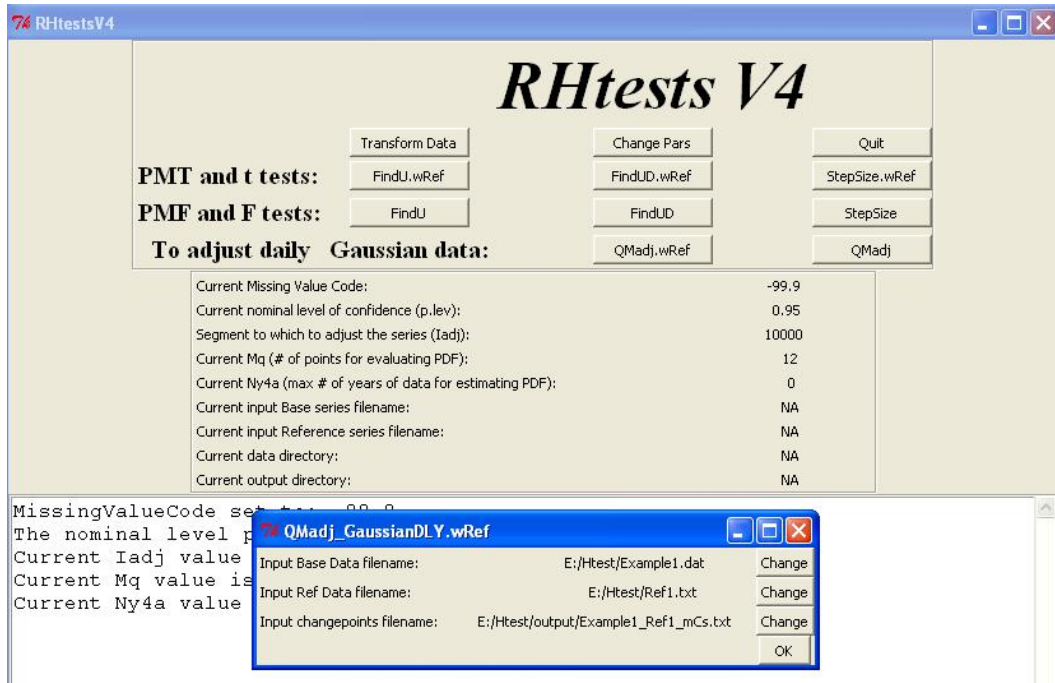 RHtestsV4
RHtests V4
Transform Data Change Pars Quit
PMT and t tests: FindU.wRef FindUD.wRef StepSize.wRef
PMF and F tests: FindU FindUD StepSize
To adjust daily Gaussian data: QMadj.wRef QMadj
Current Missing Value Code: -99.9
Current nominal level of confidence (p.lev): 0.95
Segment to which to adjust the series (Iadj): 10000
Current Mq (# of points for evaluating PDF): 12
Current Ny4a (max # of years of data for estimating PDF): 0
Current input Base series filename: NA
Current input Reference series filename: NA
Current data directory: NA
Current output directory: NA
MissingValueCode set
The nominal level p
Current Iadj value
Current Mq value is
Current Ny4a value
QMadj_GaussianDLY.wRef
Input Base Data filename: E:/Htest/Example1.dat Change
Input Ref Data filename: E:/Htest/Ref1.txt Change
Input changepoints filename: E:/Htest/output/Example1_Ref1_mCs.txt Change
OK